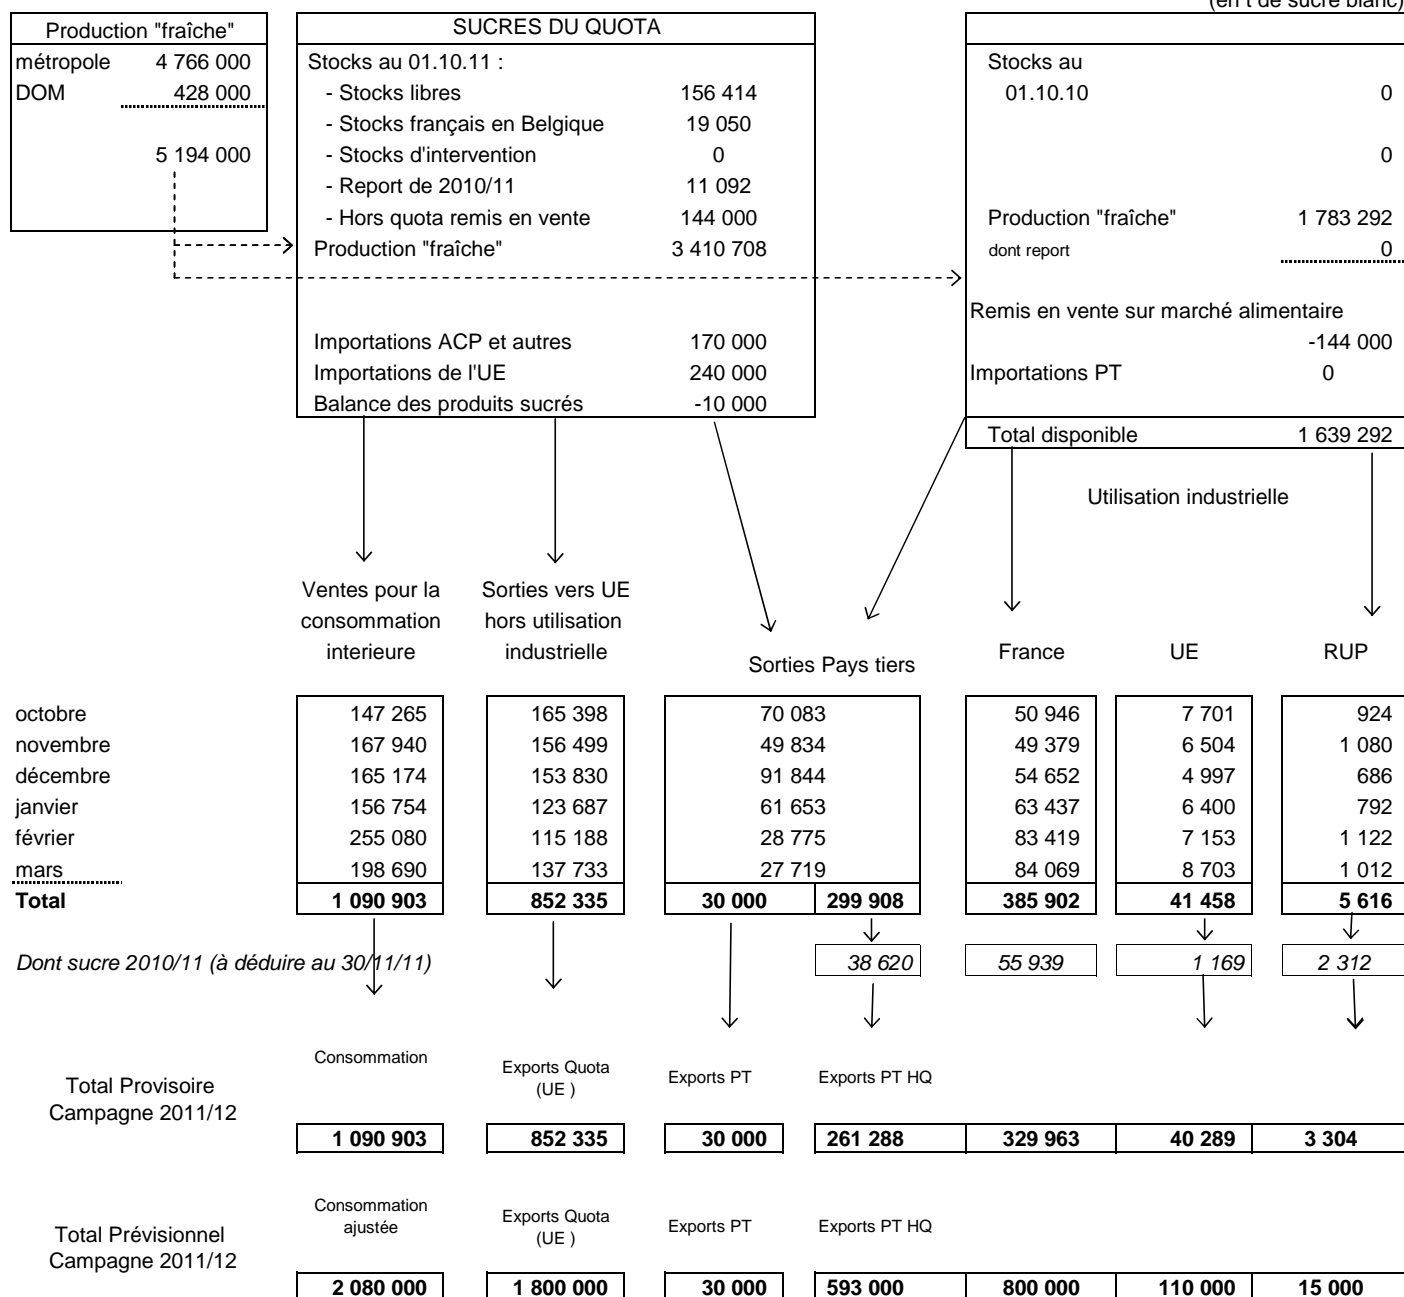 (en t de sucre blanc)
Production "fraîche"
métropole 4 766 000
DOM 428 000
5 194 000
SUCRES DU QUOTA
Stocks au 01.10.11 :
- Stocks libres 156 414
- Stocks français en Belgique 19 050
- Stocks d'intervention 0
- Report de 2010/11 11 092
- Hors quota remis en vente 144 000
Production "fraîche" 3 410 708
Importations ACP et autres 170 000
Importations de l'UE 240 000
Balance des produits sucrés -10 000
Stocks au
01.10.10 0
0
Production "fraîche" 1 783 292
dont report 0
Remis en vente sur marché alimentaire
-144 000
Importations PT 0
Total disponible 1 639 292
Utilisation industrielle
Ventes pour la
consommation
interieure
Sorties vers UE
hors utilisation
industrielle
Sorties Pays tiers
France UE RUP
octobre 147 265 165 398 70 083 50 946 7 701 924
novembre 167 940 156 499 49 834 49 379 6 504 1 080
décembre 165 174 153 830 91 844 54 652 4 997 686
janvier 156 754 123 687 61 653 63 437 6 400 792
février 255 080 115 188 28 775 83 419 7 153 1 122
mars 198 690 137 733 27 719 84 069 8 703 1 012
Total 1 090 903 852 335 30 000 299 908 385 902 41 458 5 616
Dont sucre 2010/11 (à déduire au 30/11/11) 38 620 55 939 1 169 2 312
Total Provisoire
Campagne 2011/12
Consommation
Exports Quota
(UE )
Exports PT
Exports PT HQ
1 090 903 852 335 30 000 261 288 329 963 40 289 3 304
Total Prévisionnel
Campagne 2011/12
Consommation
ajustée
Exports Quota
(UE )
Exports PT
Exports PT HQ
2 080 000 1 800 000 30 000 593 000 800 000 110 000 15 000